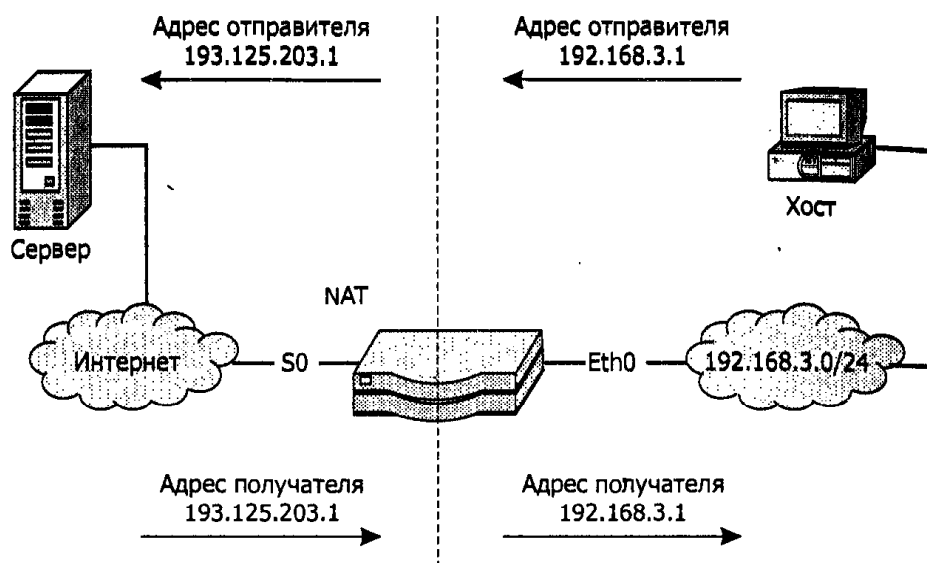 Адрес отправителя
193.125.203.1
Адрес отправителя
192.168.3.1
Сервер
Хост
NAT
Интернет
S0
Eth0
192.168.3.0/24
Адрес получателя
193.125.203.1
Адрес получателя
192.168.3.1